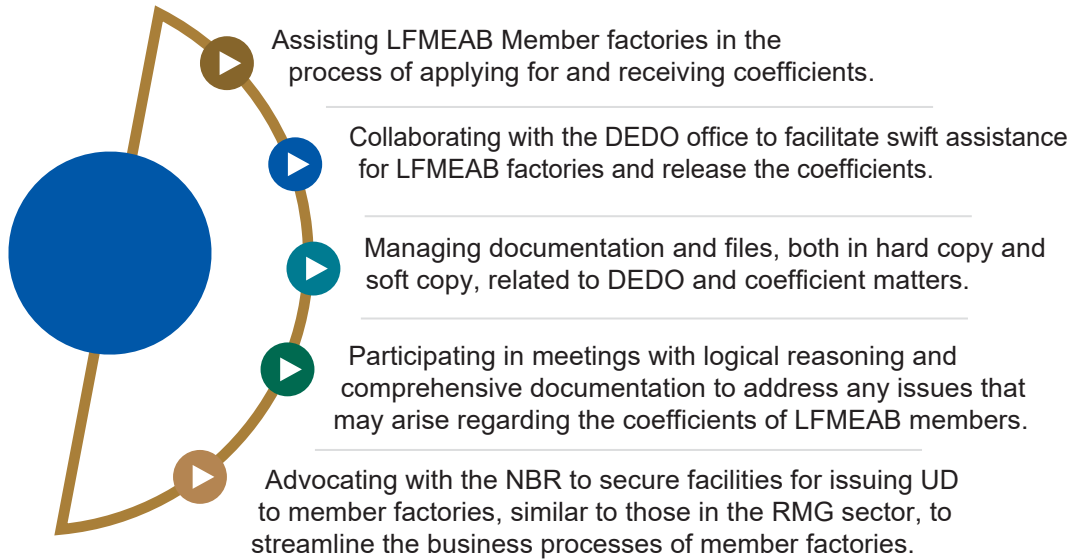 Assisting LFMEAB Member factories in the
process of applying for and receiving coefficients.
Collaborating with the DEDO office to facilitate swift assistance
for LFMEAB factories and release the coefficients.
Managing documentation and files, both in hard copy and
soft copy, related to DEDO and coefficient matters.
Participating in meetings with logical reasoning and
comprehensive documentation to address any issues that
may arise regarding the coefficients of LFMEAB members.
Advocating with the NBR to secure facilities for issuing UD
to member factories, similar to those in the RMG sector, to
streamline the business processes of member factories.